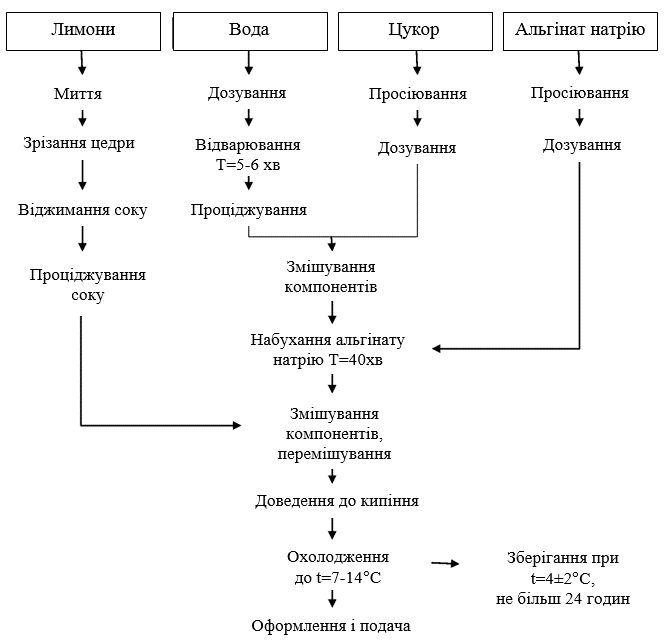 Лимони
Вода
Цукор
Альгінат натрію
Миття
Дозування
Просіювання
Просіювання
Зрізання цедри
Відварювання
T=5-6 хв
Дозування
Дозування
Віджимання соку
Проціджування
Проціджування
соку
Змішування
компонентів
Набухання альгінату
натрію T=40хв
Змішування
компонентів,
перемішування
Доведення до кипіння
Охолодження
до t=7-14°C
Зберігання при
t=4±2°C,
не більш 24 годин
Оформлення і подача